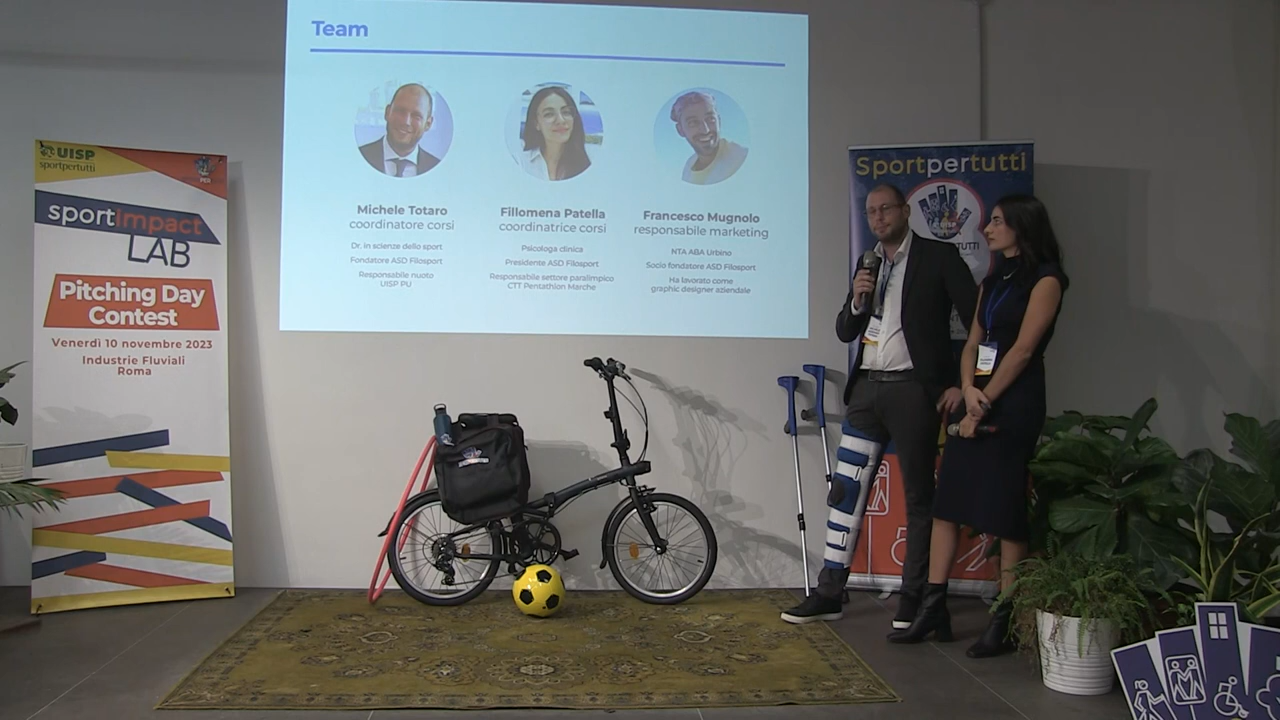 UISP
sportpertutti
sportImpact
LAB
Pitching Day
Contest
Venerdì 10 novembre 2023
Industrie Fluviali
Roma
Team
Michele Totaro
coordinatore corsi
Dr. in scienze dello sport
Fondatore ASD Filosport
Responsabile nuoto
UISP PU
Fillomena Patella
coordinatrice corsi
Psicologa clinica
Presidente ASD Filosport
Responsabile settore paralimpico
CTT Pentathlon Marche
Francesco Mugnolo
responsabile marketing
NTA ABA Urbino
Socio fondatore ASD Filosport
Ha lavorato come
graphic designer aziendale
Sportpertutti
UISP